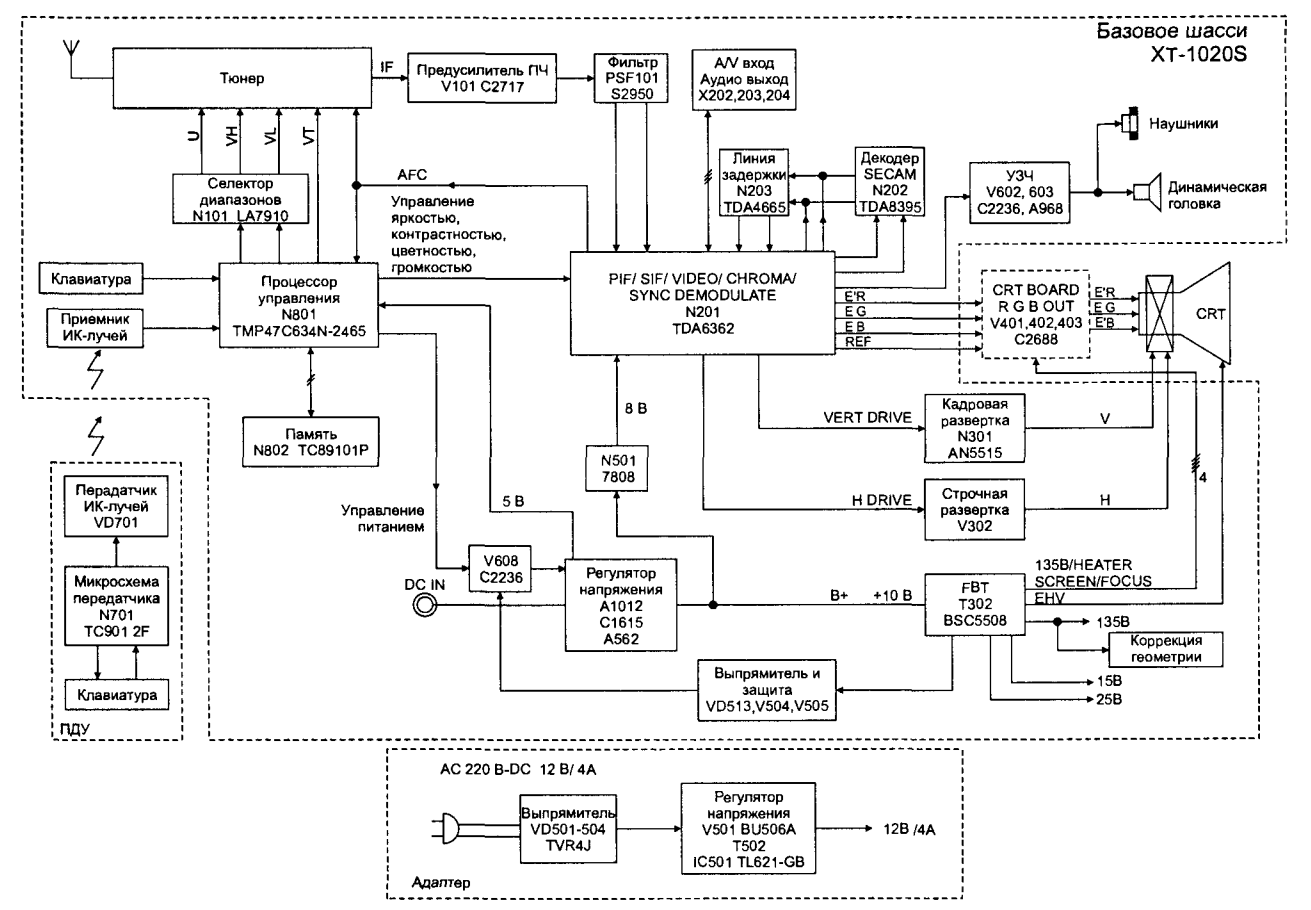 Базовое шасси
XT-1020S
Тюнер
IF
Предусилитель ПЧ
V101 C2717
Фильтр
PSF101
S2950
A/V вход
Аудио выход
X202,203,204
U
VH
VL
VT
Селектор
диапазонов
N101 LA7910
AFC
Управление
яркостью,
контрастностью,
цветностью,
громкостью
Линия
задержки
N203
TDA4665
Декодер
SECAM
N202
TDA8395
УЗЧ
V602, 603
C2236, A968
Наушники
Динамическая
головка
Клавиатура
Приемник
ИК-лучей
Процессор
управления
N801
TMP47C634N-2465
PIF/ SIF/ VIDEO/ CHROMA/
SYNC DEMODULATE
N201
TDA6362
E'R
E G
E B
REF
CRT BOARD
R G B OUT
V401,402,403
C2688
E'R
E G
E'B
CRT
Память
N802 TC89101P
8 В
N501
7808
VERT DRIVE
Кадровая
развертка
N301
AN5515
V
H DRIVE
Строчная
развертка
V302
H
4
Перадатчик
ИК-лучей
VD701
Микросхема
передатчика
N701
TC901 2F
Клавиатура
ПДУ
Управление
питанием
5 В
V608
C2236
DC IN
Регулятор
напряжения
A1012
C1615
A562
B+ +10 В
FBT
T302
BSC5508
135В/HEATER
SCREEN/FOCUS
EHV
135В
Коррекция
геометрии
15В
25В
Выпрямитель и
защита
VD513,V504,V505
AC 220 В-DC 12 В/ 4А
Выпрямитель
VD501-504
TVR4J
Регулятор
напряжения
V501 BU506A
T502
IC501 TL621-GB
12В /4А
Адаптер